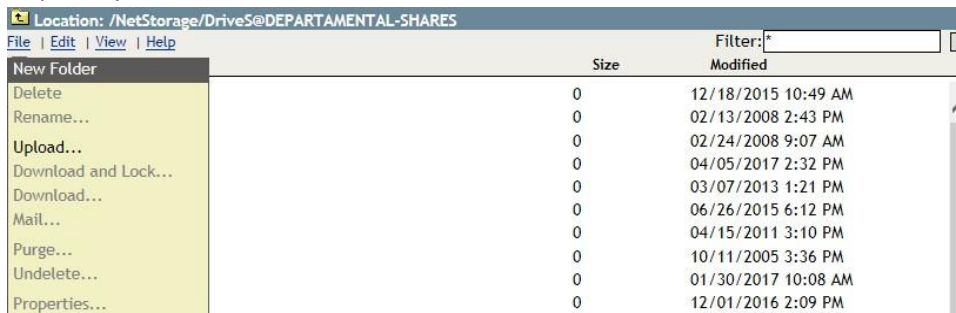 Location: /NetStorage/DriveS@DEPARTAMENTAL-SHARES
File | Edit | View | Help Filter: *
New Folder Size Modified
Delete 0 12/18/2015 10:49 AM
Rename... 0 02/13/2008 2:43 PM
Upload... 0 02/24/2008 9:07 AM
Download and Lock... 0 04/05/2017 2:32 PM
Download... 0 03/07/2013 1:21 PM
Mail... 0 06/26/2015 6:12 PM
0 04/15/2011 3:10 PM
Purge... 0 10/11/2005 3:36 PM
Undelete... 0 01/30/2017 10:08 AM
Properties... 0 12/01/2016 2:09 PM